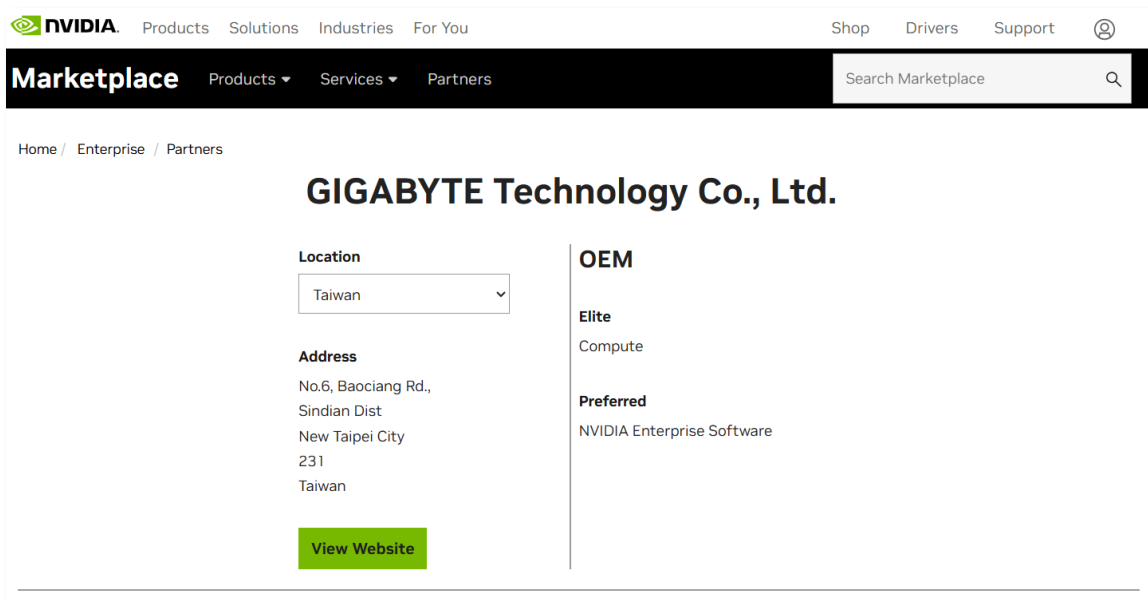 NVIDIA. Products Solutions Industries For You Shop Drivers Support
Marketplace Products Services Partners Search Marketplace
Home / Enterprise / Partners
GIGABYTE Technology Co., Ltd.
Location
Taiwan
Address
No.6, Baociang Rd.,
Sindian Dist
New Taipei City
231
Taiwan
View Website
OEM
Elite
Compute
Preferred
NVIDIA Enterprise Software